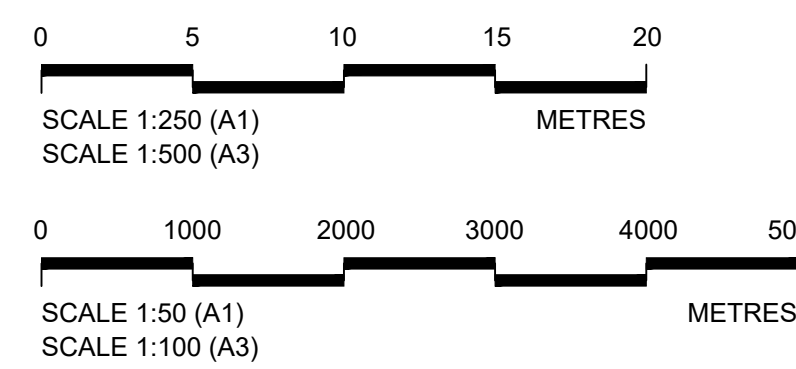 0 5 10 15 20
SCALE 1:250 (A1) METRES
SCALE 1:500 (A3)
0 1000 2000 3000 4000 50
SCALE 1:50 (A1) METRES
SCALE 1:100 (A3)